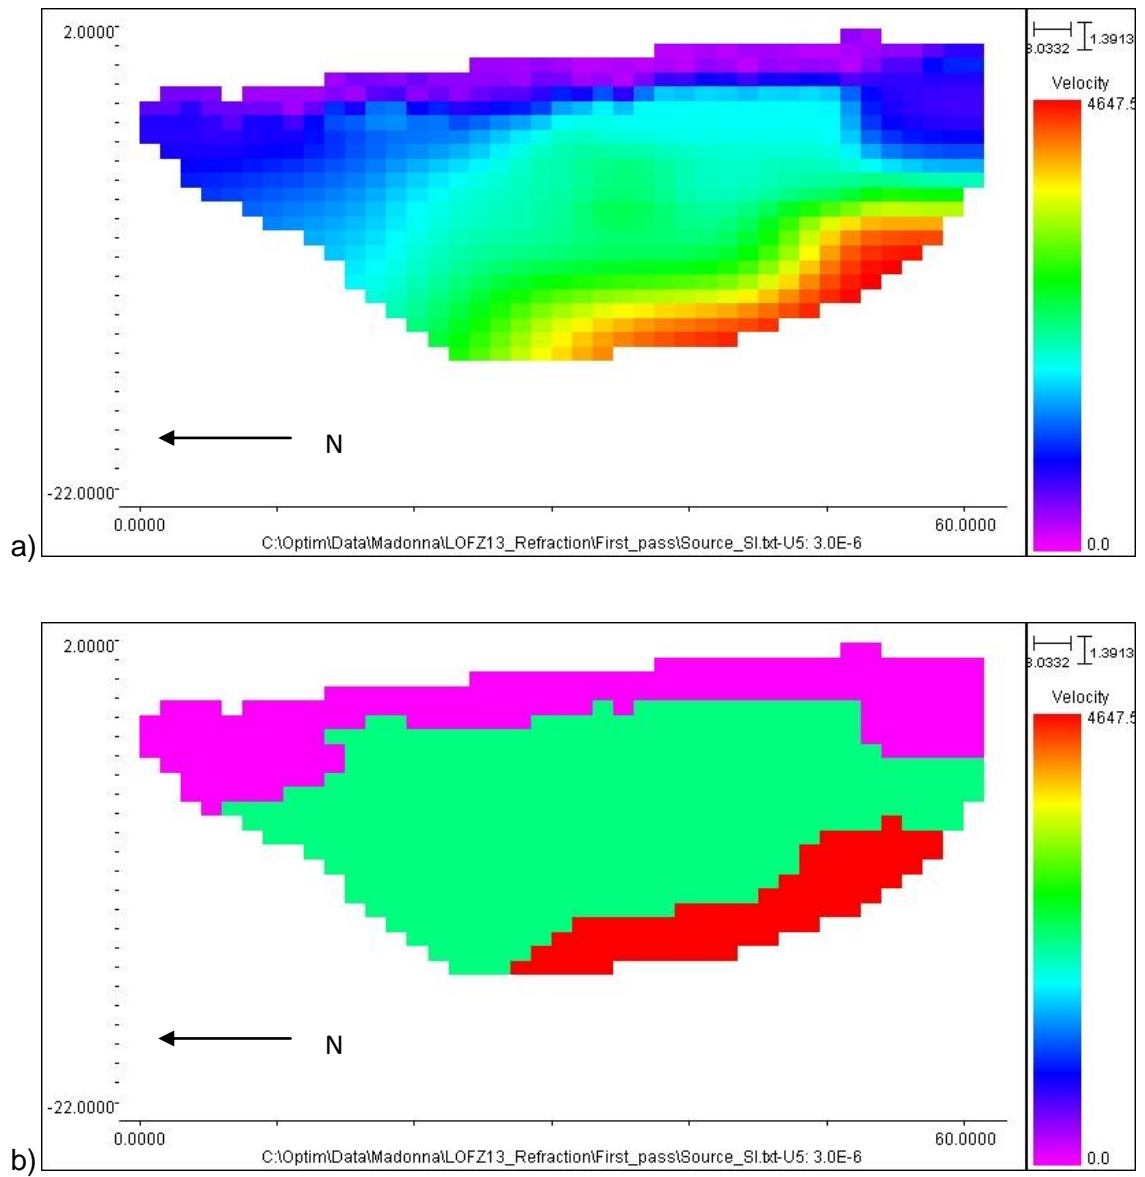 2.0000
8.0332 1.3913
Velocity
4647.5
N
-22.0000
0.0000 60.0000 0.0
a) C:\Optim\Data\Madonna\LOFZ13_Refraction\First_pass\Source_SI.txt-U5: 3.0E-6
2.0000
8.0332 1.3913
Velocity
4647.5
N
-22.0000
0.0000 60.0000 0.0
b) C:\Optim\Data\Madonna\LOFZ13_Refraction\First_pass\Source_SI.txt-U5: 3.0E-6